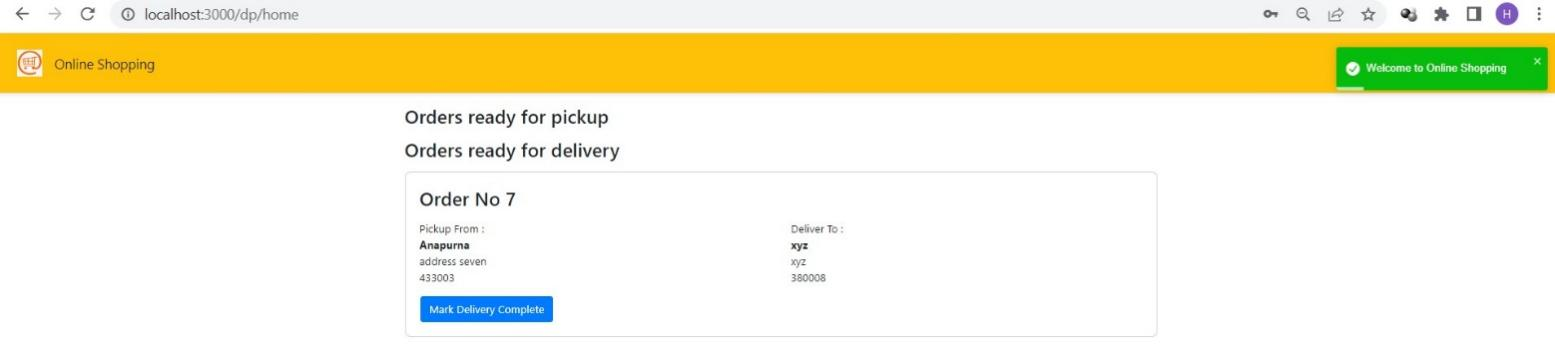 localhost:3000/dp/home
H
Online Shopping
Welcome to Online Shopping
Orders ready for pickup
Orders ready for delivery
Order No 7
Pickup From :
Anapurna
address seven
433003
Deliver To :
xyz
xyz
380008
Mark Delivery Complete